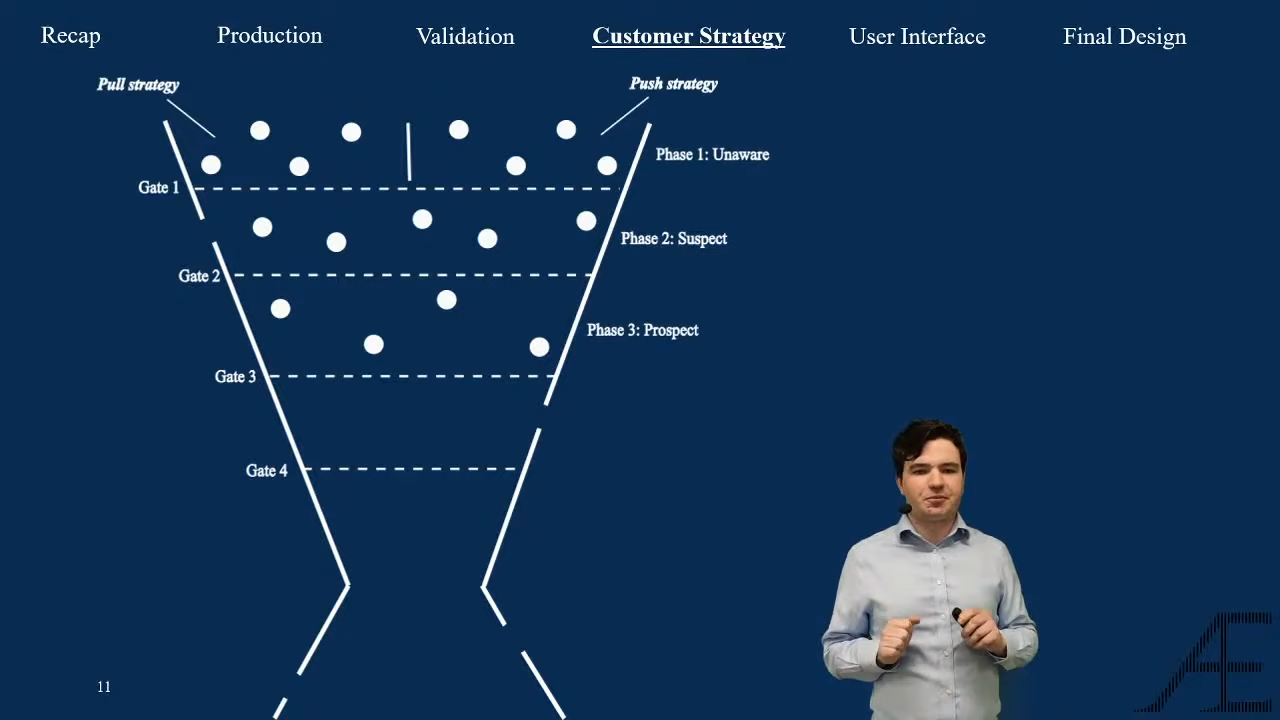 Recap
Production
Validation
Customer Strategy
User Interface
Final Design
Pull strategy
Push strategy
Phase 1: Unaware
Gate 1
Phase 2: Suspect
Gate 2
Phase 3: Prospect
Gate 3
Gate 4
11
Æ